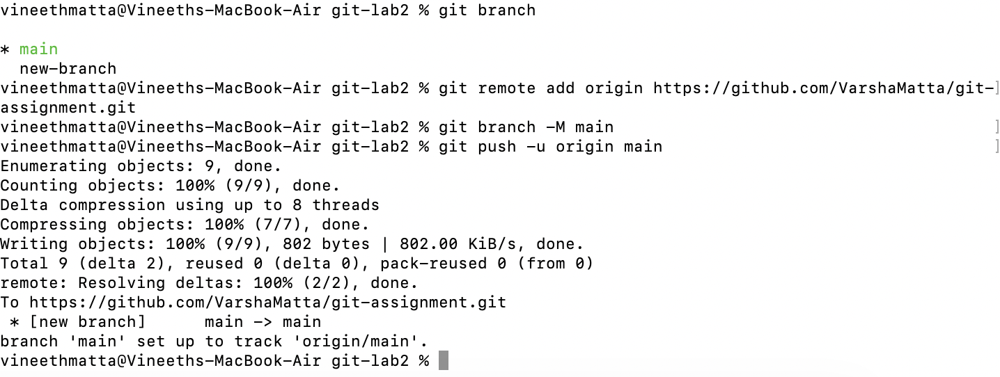 vineethmatta@Vineeths-MacBook-Air git-lab2 % git branch
* main
  new-branch
vineethmatta@Vineeths-MacBook-Air git-lab2 % git remote add origin https://github.com/VarshaMatta/git-]
assignment.git
vineethmatta@Vineeths-MacBook-Air git-lab2 % git branch -M main ]
vineethmatta@Vineeths-MacBook-Air git-lab2 % git push -u origin main ]
Enumerating objects: 9, done.
Counting objects: 100% (9/9), done.
Delta compression using up to 8 threads
Compressing objects: 100% (7/7), done.
Writing objects: 100% (9/9), 802 bytes | 802.00 KiB/s, done.
Total 9 (delta 2), reused 0 (delta 0), pack-reused 0 (from 0)
remote: Resolving deltas: 100% (2/2), done.
To https://github.com/VarshaMatta/git-assignment.git
 * [new branch]      main -> main
branch 'main' set up to track 'origin/main'.
vineethmatta@Vineeths-MacBook-Air git-lab2 %